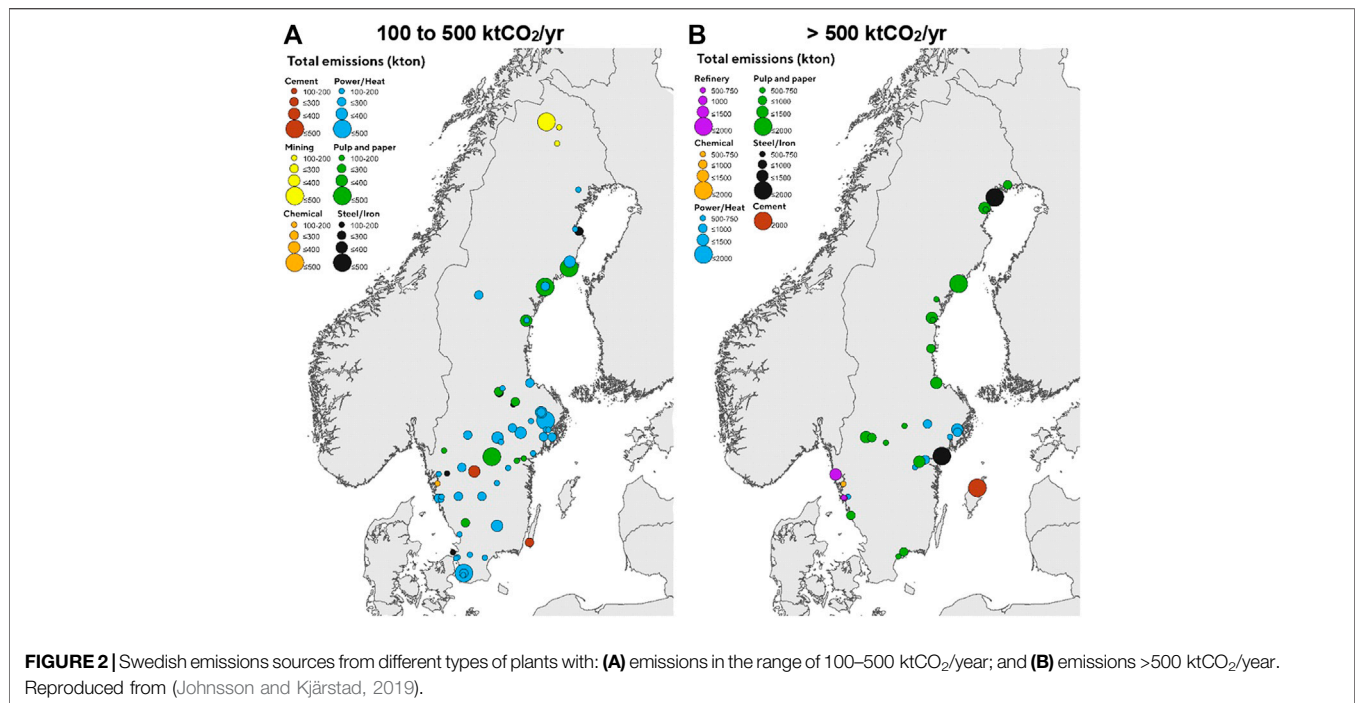 A 100 to 500 ktCO₂/yr
Total emissions (kton)
Cement Power/Heat
100-200 100-200
≤300 ≤300
≤400 ≤400
≤500 ≤500
Mining Pulp and paper
100-200 100-200
≤300 ≤300
≤400 ≤400
≤500 ≤500
Chemical Steel/Iron
100-200 100-200
≤300 ≤300
≤400 ≤400
≤500 ≤500
B > 500 ktCO₂/yr
Total emissions (kton)
Refinery Pulp and paper
500-750 500-750
1000 ≤1000
≤1500 ≤1500
≤2000 ≤2000
Chemical Steel/Iron
500-750 500-750
≤1000 ≤1000
≤1500 ≤1500
≤2000 ≤2000
Power/Heat Cement
500-750 2000
≤1000
≤1500
≤2000
FIGURE 2 | Swedish emissions sources from different types of plants with: (A) emissions in the range of 100–500 ktCO₂/year; and (B) emissions >500 ktCO₂/year.
Reproduced from (Johnsson and Kjärstad, 2019).